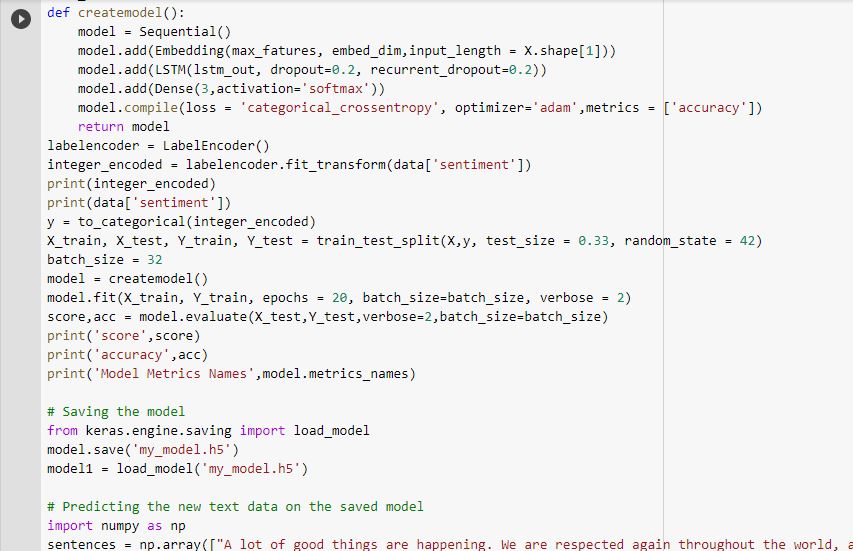 def createmodel():
    model = Sequential()
    model.add(Embedding(max_fatures, embed_dim,input_length = X.shape[1]))
    model.add(LSTM(lstm_out, dropout=0.2, recurrent_dropout=0.2))
    model.add(Dense(3,activation='softmax'))
    model.compile(loss = 'categorical_crossentropy', optimizer='adam',metrics = ['accuracy'])
    return model
labelencoder = LabelEncoder()
integer_encoded = labelencoder.fit_transform(data['sentiment'])
print(integer_encoded)
print(data['sentiment'])
y = to_categorical(integer_encoded)
X_train, X_test, Y_train, Y_test = train_test_split(X,y, test_size = 0.33, random_state = 42)
batch_size = 32
model = createmodel()
model.fit(X_train, Y_train, epochs = 20, batch_size=batch_size, verbose = 2)
score,acc = model.evaluate(X_test,Y_test,verbose=2,batch_size=batch_size)
print('score',score)
print('accuracy',acc)
print('Model Metrics Names',model.metrics_names)

# Saving the model
from keras.engine.saving import load_model
model.save('my_model.h5')
model1 = load_model('my_model.h5')

# Predicting the new text data on the saved model
import numpy as np
sentences = np.array(["A lot of good things are happening. We are respected again throughout the world, a